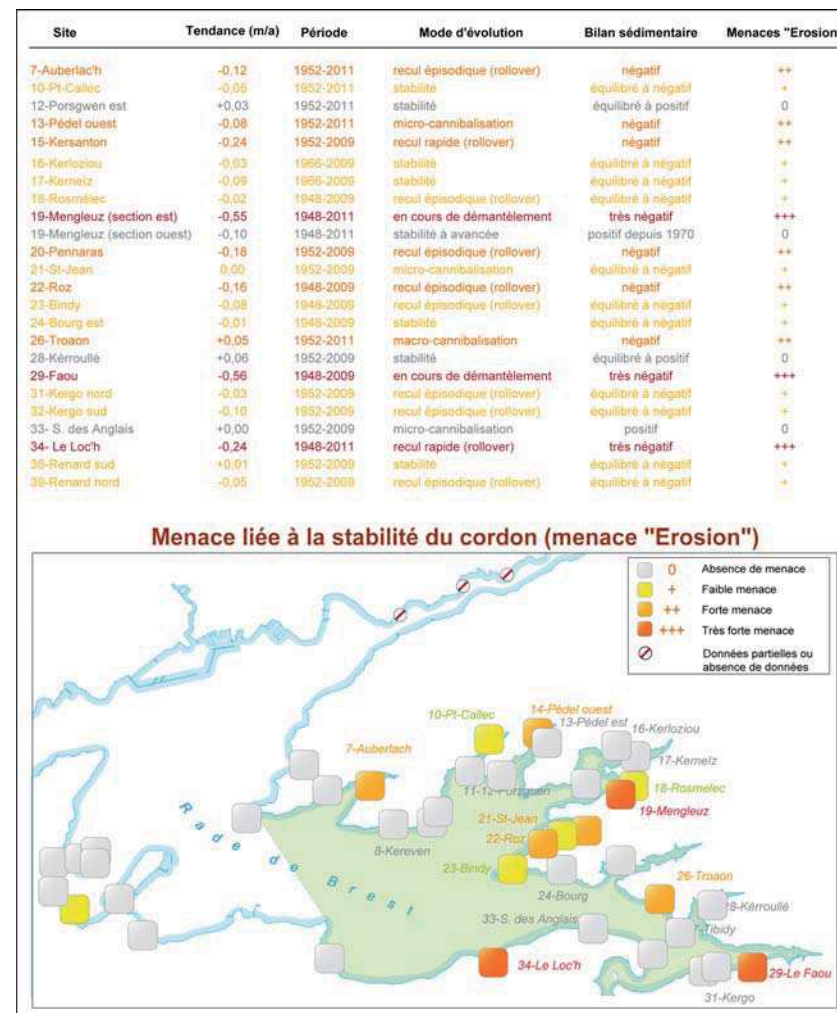 Site Tendance (m/a) Période Mode d'évolution Bilan sédimentaire Menaces "Erosion
7-Auberlac'h -0,12 1952-2011 recul épisodique (rollover) négatif ++
10-Pt-Callec -0,05 1952-2011 stabilité équilibré à négatif +
12-Porsgwen est +0,03 1952-2011 stabilité équilibré à positif 0
13-Pédel ouest -0,08 1952-2011 micro-cannibalisation négatif ++
15-Kersanton -0,24 1952-2009 recul rapide (rollover) négatif ++
16-Kerloziou -0,03 1966-2009 stabilité équilibré à négatif +
17-Kernelz -0,09 1966-2009 stabilité équilibré à négatif +
18-Rosmélec -0,02 1948-2009 recul épisodique (rollover) équilibré à négatif +
19-Mengleuz (section est) -0,55 1948-2011 en cours de démantèlement très négatif +++
19-Mengleuz (section ouest) -0,10 1948-2011 stabilité à avancée positif depuis 1970 0
20-Pennaras -0,18 1952-2009 recul épisodique (rollover) négatif ++
21-St-Jean 0,00 1952-2009 micro-cannibalisation équilibré à négatif +
22-Roz -0,16 1948-2009 recul épisodique (rollover) négatif ++
23-Bindy -0,08 1948-2009 recul épisodique (rollover) équilibré à négatif +
24-Bourg est -0,01 1948-2009 stabilité équilibré à négatif +
26-Troaon +0,05 1952-2011 macro-cannibalisation négatif ++
28-Kérroullé +0,06 1952-2009 stabilité équilibré à positif 0
29-Faou -0,56 1948-2009 en cours de démantèlement très négatif +++
31-Kergo nord -0,03 1952-2009 recul épisodique (rollover) équilibré à négatif +
32-Kergo sud -0,10 1952-2009 recul épisodique (rollover) équilibré à négatif +
33- S. des Anglais +0,00 1952-2009 micro-cannibalisation positif 0
34- Le Loc'h -0,24 1948-2011 recul rapide (rollover) très négatif +++
38-Renard sud +0,01 1952-2009 stabilité équilibré à négatif +
39-Renard nord -0,05 1952-2009 recul épisodique (rollover) équilibré à négatif +
Menace liée à la stabilité du cordon (menace "Erosion")
0 Absence de menace
+ Faible menace
++ Forte menace
+++ Très forte menace
Données partielles ou
absence de données
14-Pédel ouest
10-Pt-Callec
13-Pédel est
16-Kerloziou
7-Auberlach
17-Kernelz
11-12-Porzguen
18-Rosmelec
19-Mengleuz
21-St-Jean
22-Roz
8-Kereven
23-Bindy
Rade de Brest
24-Bourg
26-Troaon
28-Kérroullé
33-S. des Anglais
7-Tibidy
34-Le Loc'h
29-Le Faou
31-Kergo